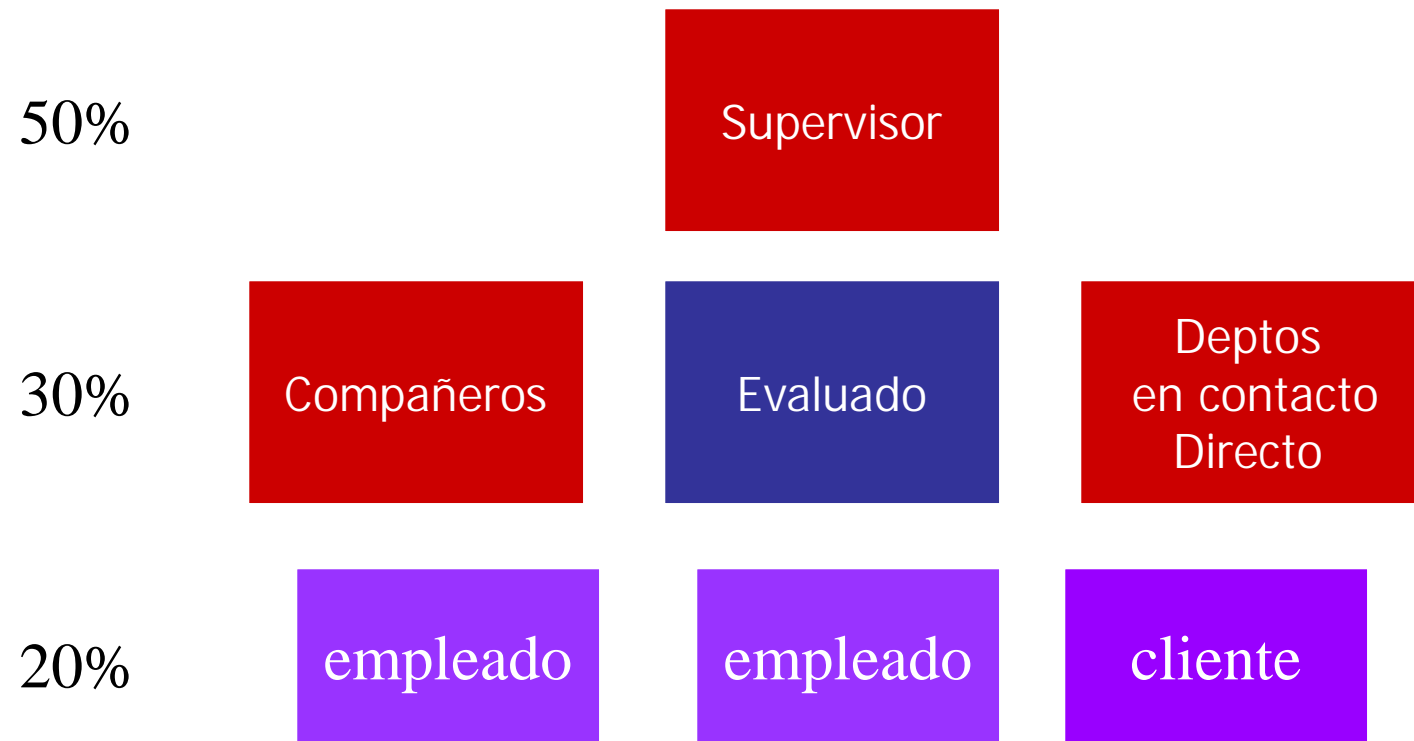 50%
Supervisor
30%
Compañeros
Evaluado
Deptos
en contacto
Directo
20%
empleado
empleado
cliente